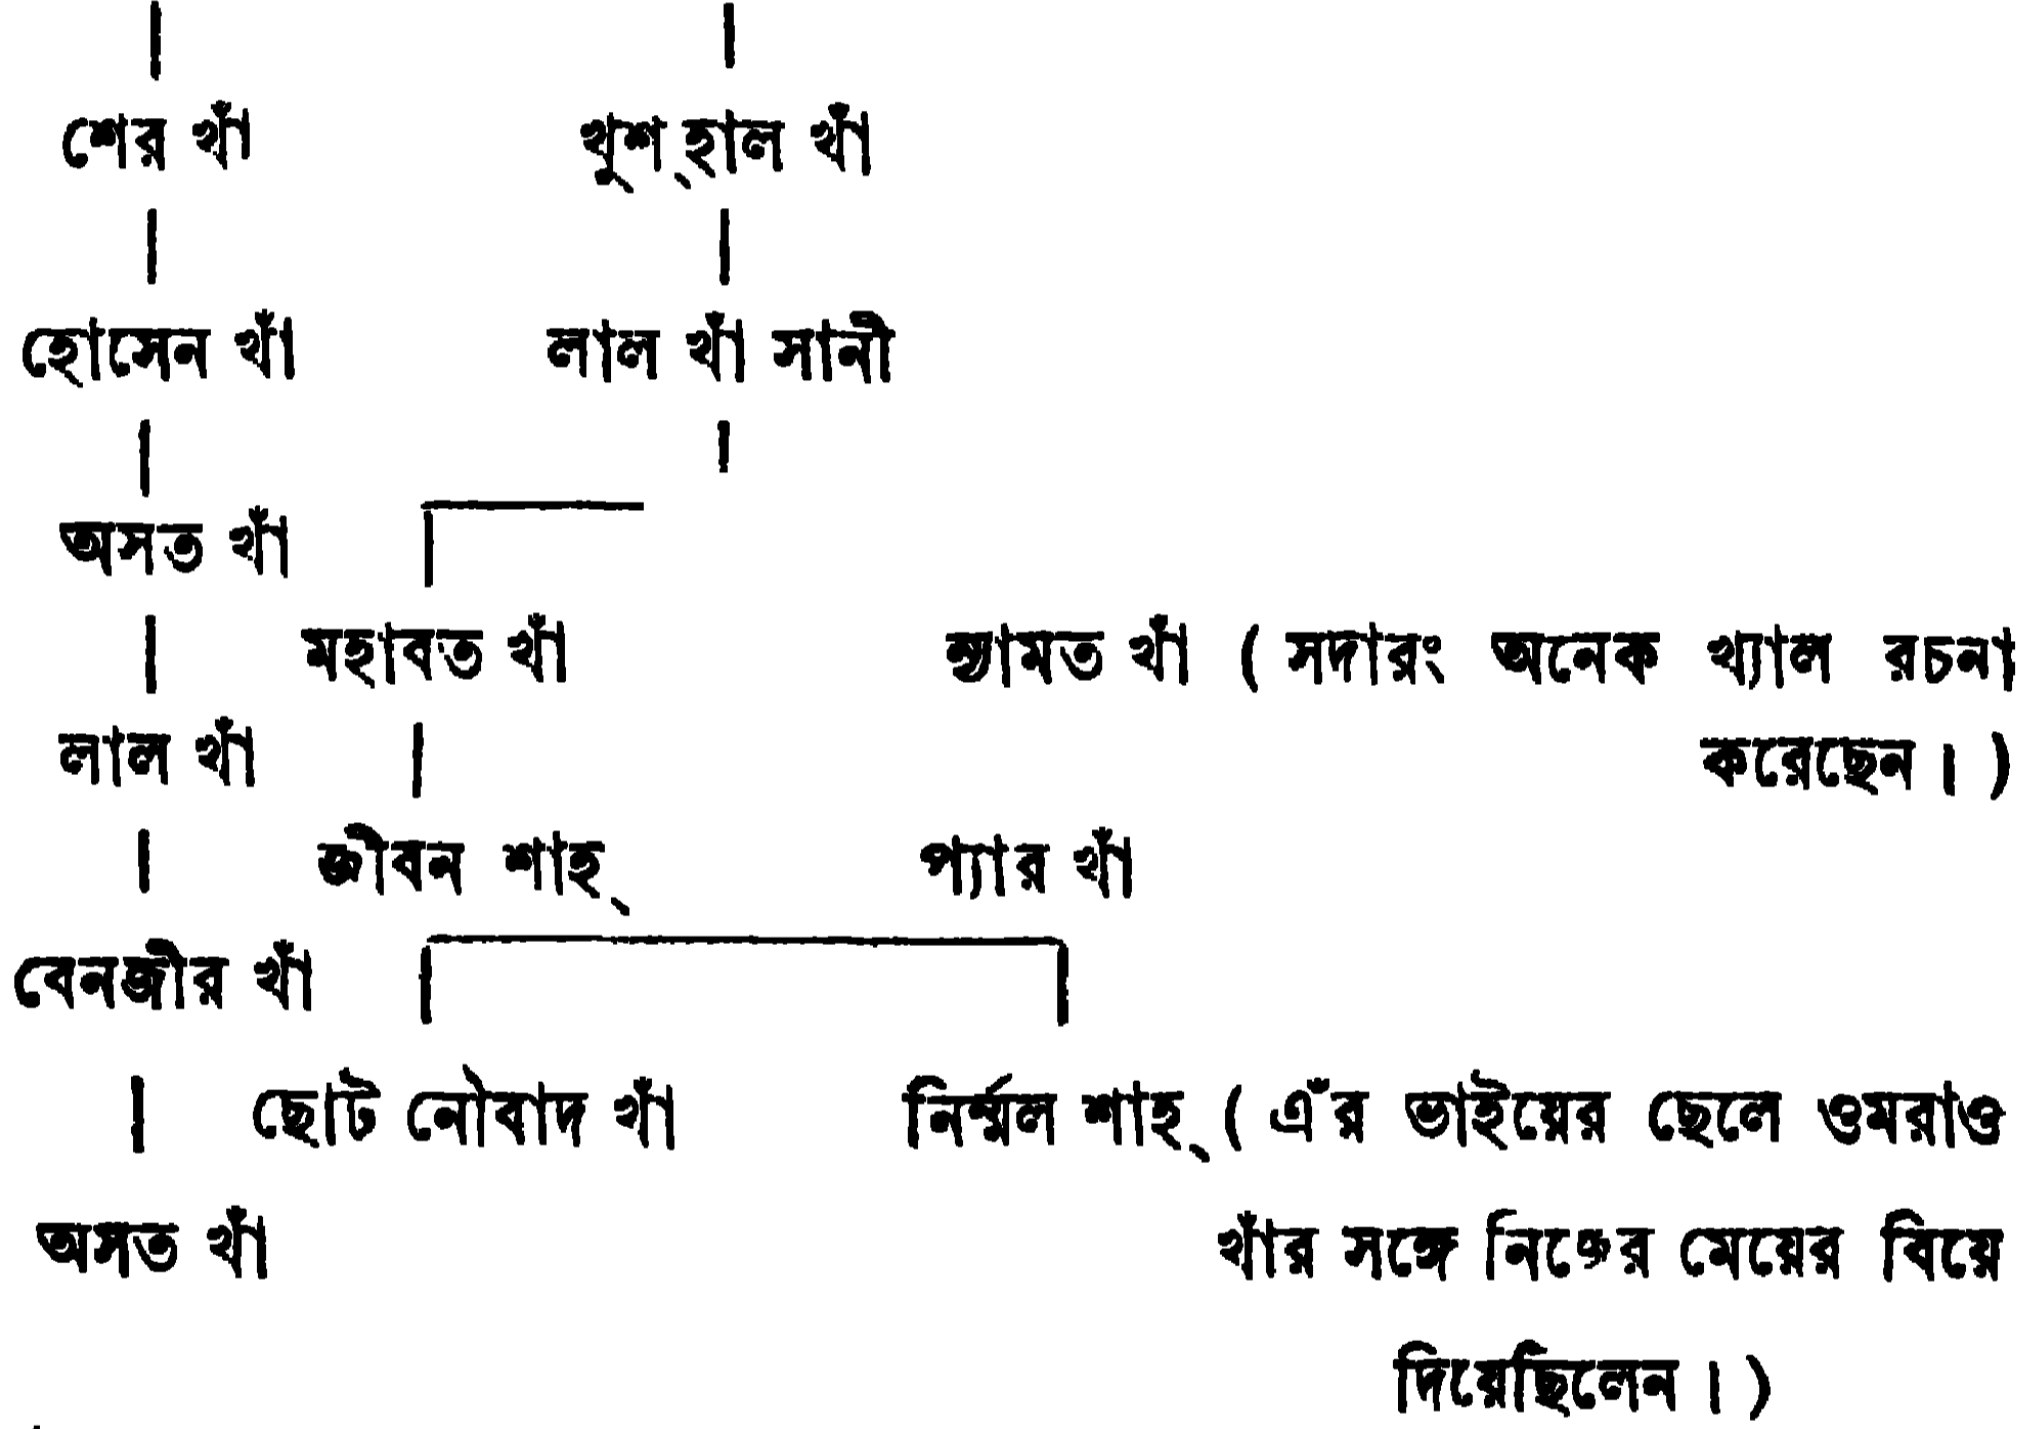 শের খাঁ	খুশ্‌হাল খাঁ
হোসেন খাঁ	লাল খাঁ সানী
অসত খাঁ
মহাবত খাঁ	ন্যামত খাঁ ( সদারং অনেক খ্যাল রচনা
লাল খাঁ	করেছেন। )
জীবন শাহ্	প্যার খাঁ
বেনজীর খাঁ
ছোট নৌবাদ খাঁ	নির্ম্মল শাহ্ ( এঁর ভাইয়ের ছেলে ওমরাও
অসত খাঁ	খাঁর সঙ্গে নিজের মেয়ের বিয়ে
দিয়েছিলেন। )